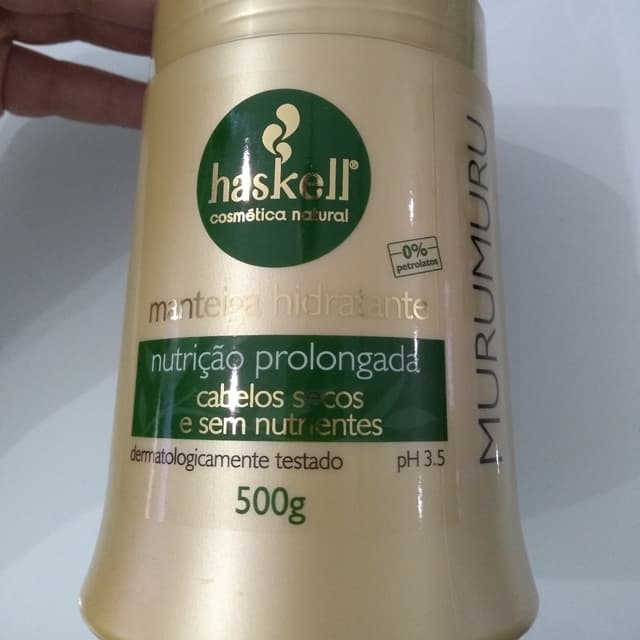 haskell®
cosmética natural
0%
petrolatos
manteiga hidratante
nutrição prolongada
cabelos secos
e sem nutrientes
dermatologicamente testado pH 3.5
500g
MURUMURU